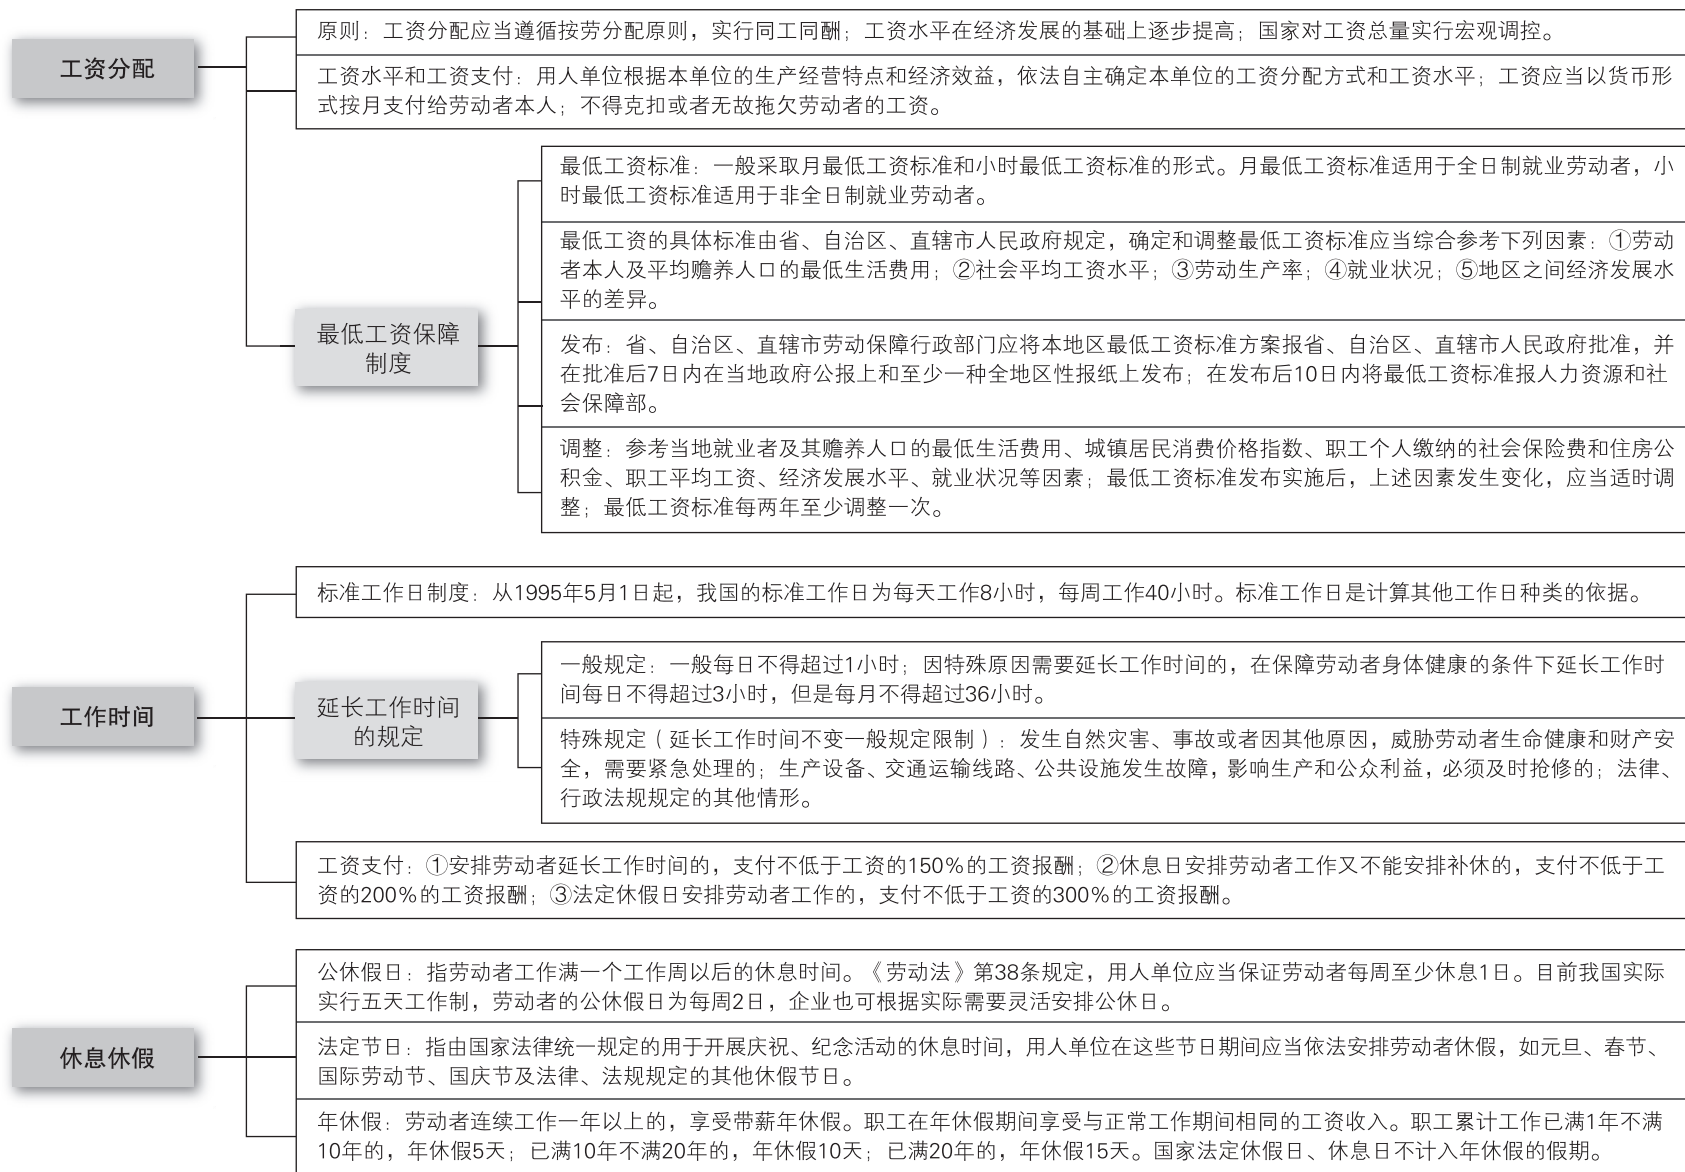 工资分配
原则：工资分配应当遵循按劳分配原则，实行同工同酬；工资水平在经济发展的基础上逐步提高；国家对工资总量实行宏观调控。
工资水平和工资支付：用人单位根据本单位的生产经营特点和经济效益，依法自主确定本单位的工资分配方式和工资水平；工资应当以货币形
式按月支付给劳动者本人；不得克扣或者无故拖欠劳动者的工资。
最低工资保障
制度
最低工资标准：一般采取月最低工资标准和小时最低工资标准的形式。月最低工资标准适用于全日制就业劳动者，小
时最低工资标准适用于非全日制就业劳动者。
最低工资的具体标准由省、自治区、直辖市人民政府规定，确定和调整最低工资标准应当综合参考下列因素：①劳动
者本人及平均赡养人口的最低生活费用；②社会平均工资水平；③劳动生产率；④就业状况；⑤地区之间经济发展水
平的差异。
发布：省、自治区、直辖市劳动保障行政部门应将本地区最低工资标准方案报省、自治区、直辖市人民政府批准，并
在批准后7日内在当地政府公报上和至少一种全地区性报纸上发布；在发布后10日内将最低工资标准报人力资源和社
会保障部。
调整：参考当地就业者及其赡养人口的最低生活费用、城镇居民消费价格指数、职工个人缴纳的社会保险费和住房公
积金、职工平均工资、经济发展水平、就业状况等因素；最低工资标准发布实施后，上述因素发生变化，应当适时调
整；最低工资标准每两年至少调整一次。
工作时间
标准工作日制度：从1995年5月1日起，我国的标准工作日为每天工作8小时，每周工作40小时。标准工作日是计算其他工作日种类的依据。
延长工作时间
的规定
一般规定：一般每日不得超过1小时；因特殊原因需要延长工作时间的，在保障劳动者身体健康的条件下延长工作时
间每日不得超过3小时，但是每月不得超过36小时。
特殊规定（延长工作时间不变一般规定限制）：发生自然灾害、事故或者因其他原因，威胁劳动者生命健康和财产安
全，需要紧急处理的；生产设备、交通运输线路、公共设施发生故障，影响生产和公众利益，必须及时抢修的；法律、
行政法规规定的其他情形。
工资支付：①安排劳动者延长工作时间的，支付不低于工资的150%的工资报酬；②休息日安排劳动者工作又不能安排补休的，支付不低于工
资的200%的工资报酬；③法定休假日安排劳动者工作的，支付不低于工资的300%的工资报酬。
休息休假
公休假日：指劳动者工作满一个工作周以后的休息时间。《劳动法》第38条规定，用人单位应当保证劳动者每周至少休息1日。目前我国实际
实行五天工作制，劳动者的公休假日为每周2日，企业也可根据实际需要灵活安排公休日。
法定节日：指由国家法律统一规定的用于开展庆祝、纪念活动的休息时间，用人单位在这些节日期间应当依法安排劳动者休假，如元旦、春节、
国际劳动节、国庆节及法律、法规规定的其他休假节日。
年休假：劳动者连续工作一年以上的，享受带薪年休假。职工在年休假期间享受与正常工作期间相同的工资收入。职工累计工作已满1年不满
10年的，年休假5天；已满10年不满20年的，年休假10天；已满20年的，年休假15天。国家法定休假日、休息日不计入年休假的假期。